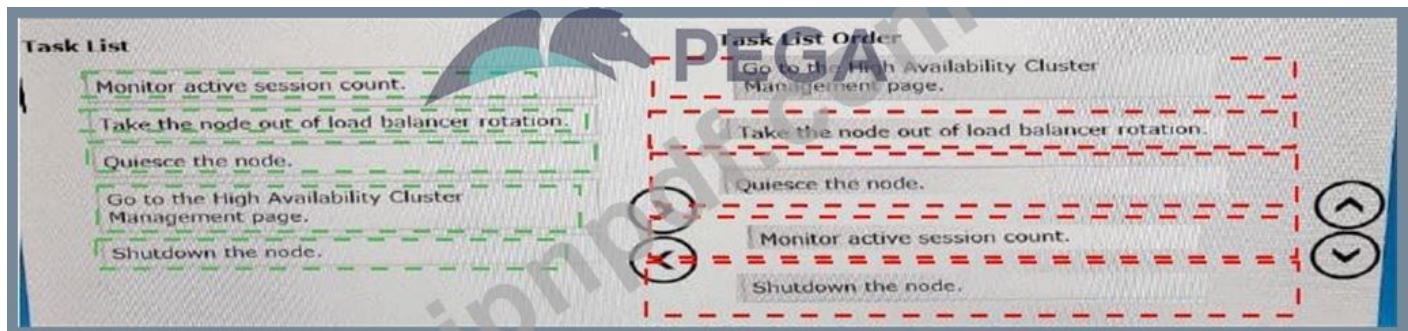 Task List
Monitor active session count.
Take the node out of load balancer rotation.
Quiesce the node.
Go to the High Availability Cluster
Management page.
Shutdown the node.
PEGA
Task List Order
Go to the High Availability Cluster
Management page.
Take the node out of load balancer rotation.
Quiesce the node.
Monitor active session count.
Shutdown the node.